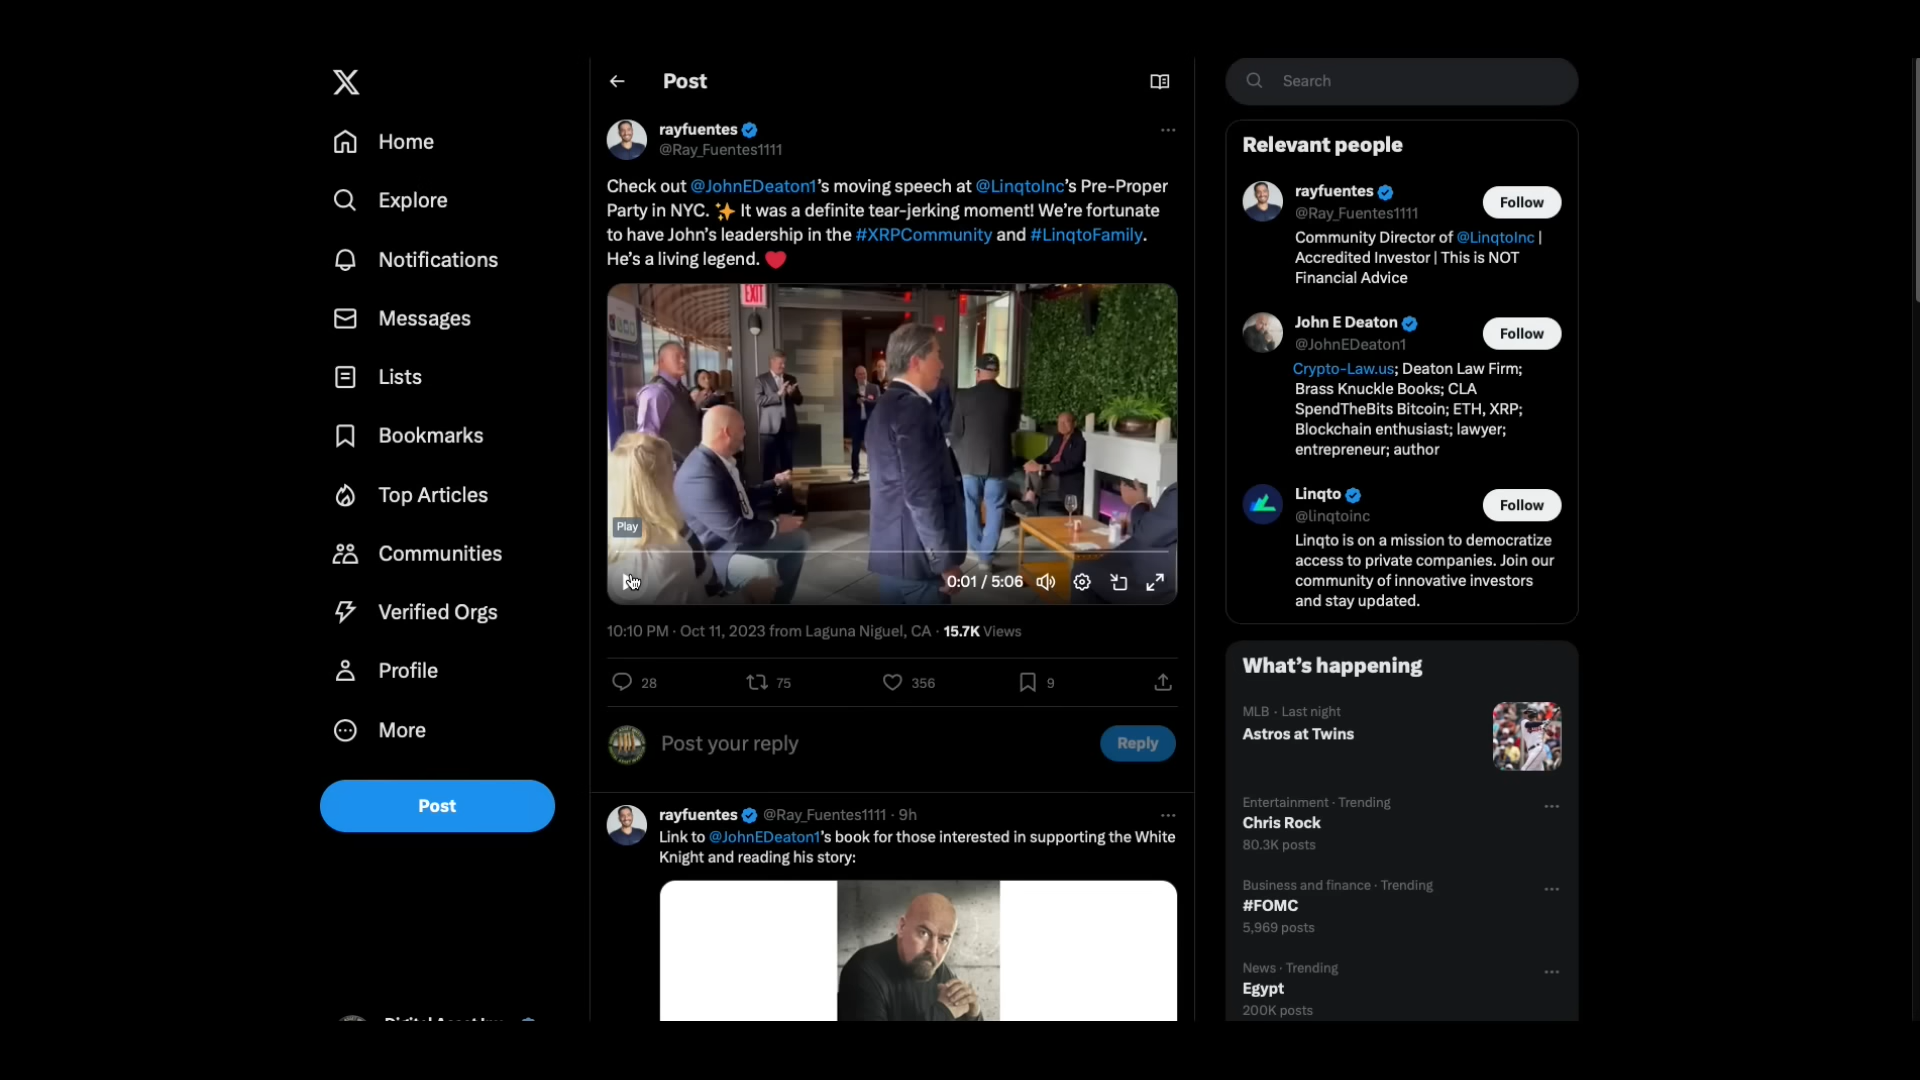 Home
Explore
Notifications
Messages
Lists
Bookmarks
Top Articles
Communities
Verified Orgs
Profile
More
Post
Post
rayfuentes
@Ray_Fuentes1111
Check out @JohnEDeaton1's moving speech at @LinqtoInc's Pre-Proper
Party in NYC. ✨ It was a definite tear-jerking moment! We're fortunate
to have John's leadership in the #XRPCommunity and #LinqtoFamily.
He's a living legend. ❤️
EXIT
Play
0:01 / 5:06
10:10 PM · Oct 11, 2023 from Laguna Niguel, CA · 15.7K Views
28
75
356
9
Post your reply
Reply
rayfuentes @Ray_Fuentes1111 · 9h
Link to @JohnEDeaton1's book for those interested in supporting the White
Knight and reading his story:
Search
Relevant people
rayfuentes
@Ray_Fuentes1111
Follow
Community Director of @LinqtoInc |
Accredited Investor | This is NOT
Financial Advice
John E Deaton
@JohnEDeaton1
Follow
Crypto-Law.us; Deaton Law Firm;
Brass Knuckle Books; CLA
SpendTheBits Bitcoin; ETH, XRP;
Blockchain enthusiast; lawyer;
entrepreneur; author
Linqto
@linqtoinc
Follow
Linqto is on a mission to democratize
access to private companies. Join our
community of innovative investors
and stay updated.
What's happening
MLB · Last night
Astros at Twins
Entertainment · Trending
Chris Rock
80.3K posts
Business and finance · Trending
#FOMC
5,969 posts
News · Trending
Egypt
200K posts